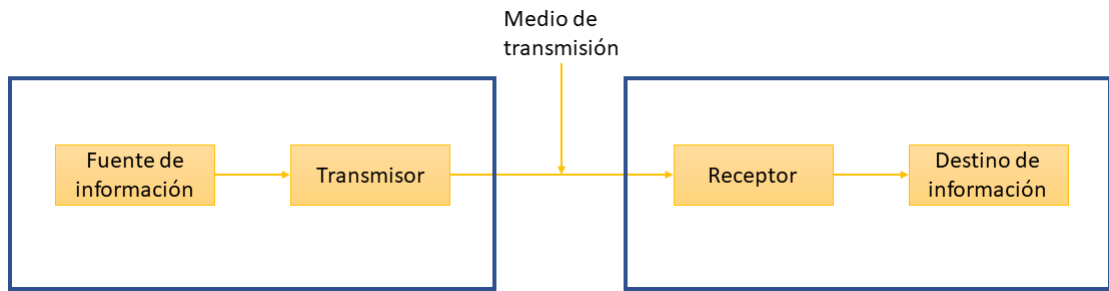 Medio de
transmisión
Fuente de
información
Transmisor
Receptor
Destino de
información